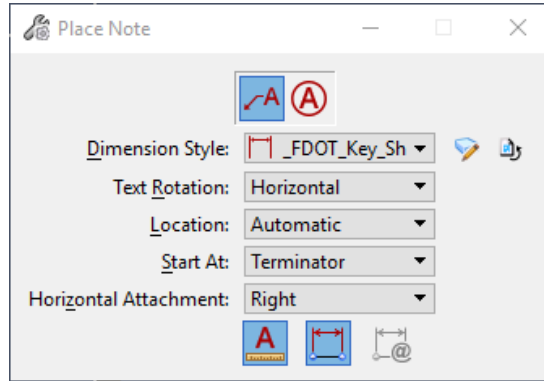 Place Note
A A
Dimension Style: _FDOT_Key_Sh
Text Rotation: Horizontal
Location: Automatic
Start At: Terminator
Horizontal Attachment: Right
A @